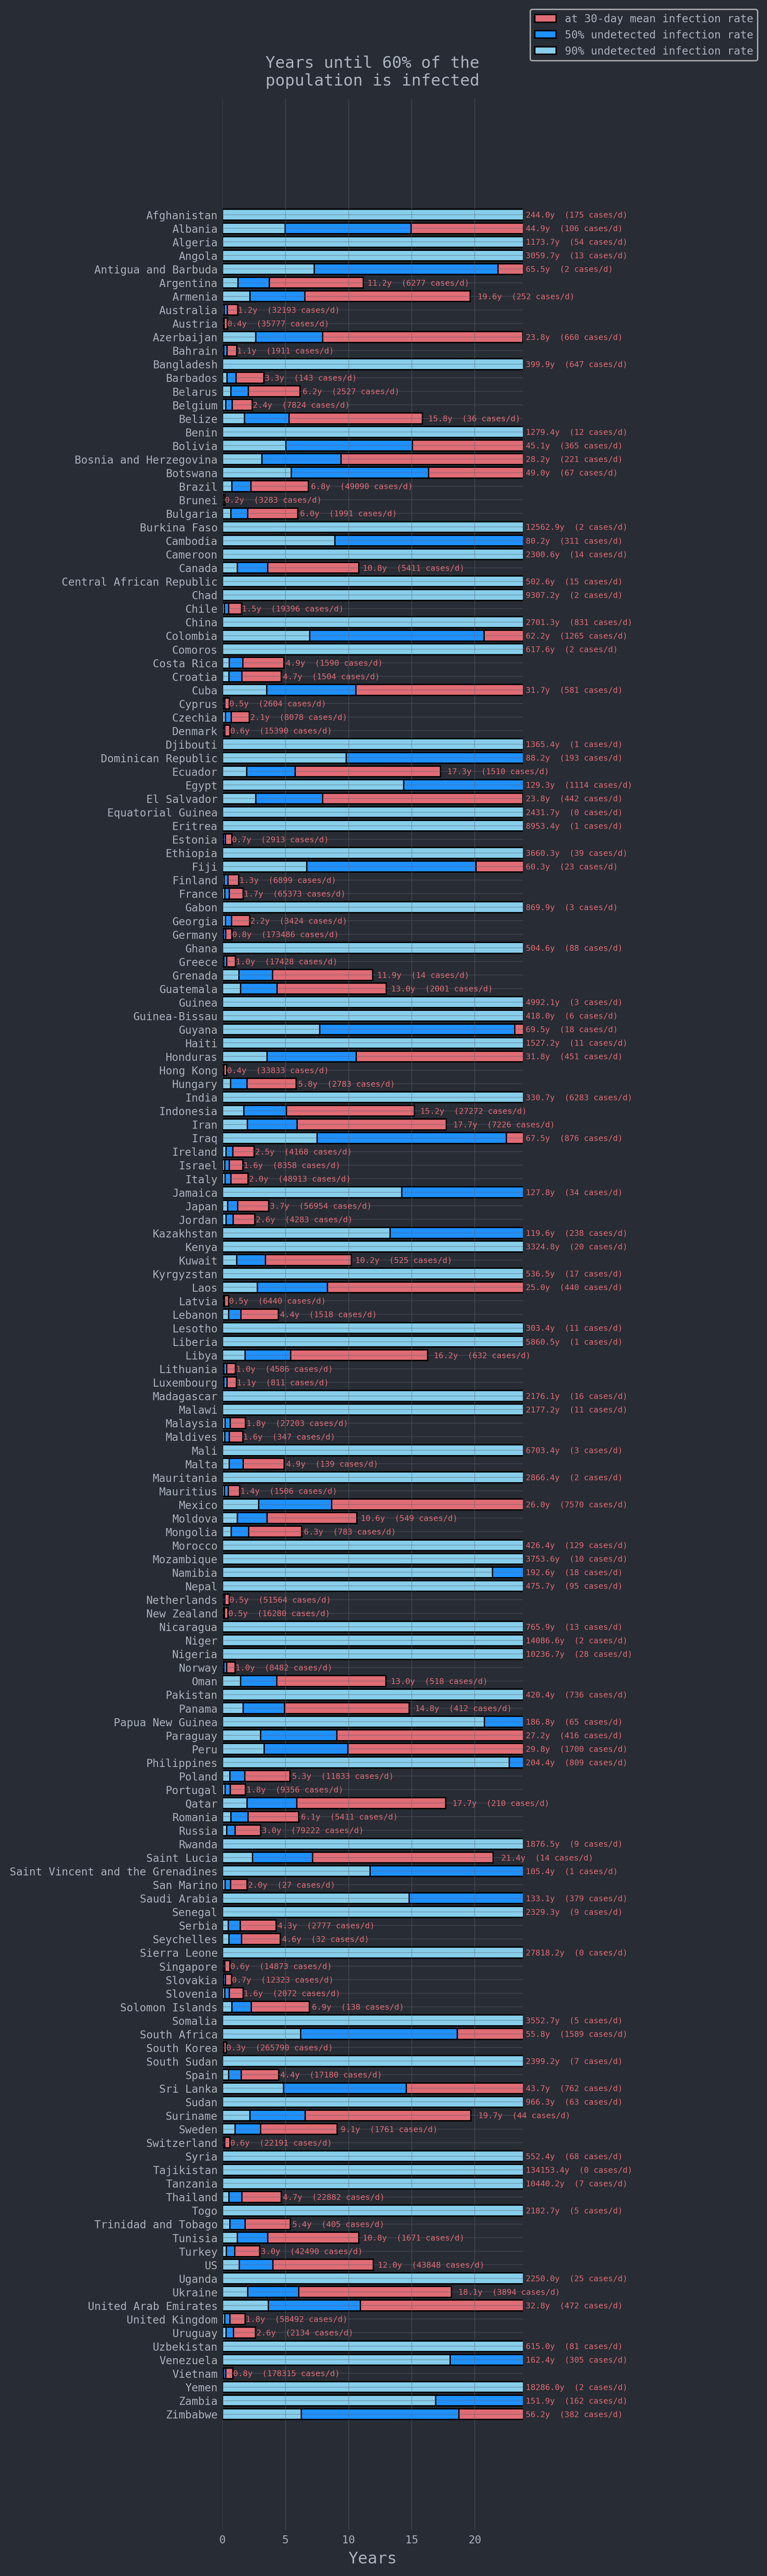 at 30-day mean infection rate
50% undetected infection rate
90% undetected infection rate
Years until 60% of the
population is infected
Afghanistan 244.0y (175 cases/d)
Albania 44.9y (106 cases/d)
Algeria 1173.7y (54 cases/d)
Angola 3059.7y (13 cases/d)
Antigua and Barbuda 65.5y (2 cases/d)
Argentina 11.2y (6277 cases/d)
Armenia 19.6y (252 cases/d)
Australia 1.2y (32193 cases/d)
Austria 0.4y (35777 cases/d)
Azerbaijan 23.8y (660 cases/d)
Bahrain 1.1y (1911 cases/d)
Bangladesh 399.9y (647 cases/d)
Barbados 3.3y (143 cases/d)
Belarus 6.2y (2527 cases/d)
Belgium 2.4y (7824 cases/d)
Belize 15.8y (36 cases/d)
Benin 1279.4y (12 cases/d)
Bolivia 45.1y (365 cases/d)
Bosnia and Herzegovina 28.2y (221 cases/d)
Botswana 49.0y (67 cases/d)
Brazil 6.8y (49090 cases/d)
Brunei 0.2y (3283 cases/d)
Bulgaria 6.0y (1991 cases/d)
Burkina Faso 12562.9y (2 cases/d)
Cambodia 80.2y (311 cases/d)
Cameroon 2300.6y (14 cases/d)
Canada 10.8y (5411 cases/d)
Central African Republic 502.6y (15 cases/d)
Chad 9307.2y (2 cases/d)
Chile 1.5y (19396 cases/d)
China 2701.3y (831 cases/d)
Colombia 62.2y (1265 cases/d)
Comoros 617.6y (2 cases/d)
Costa Rica 4.9y (1590 cases/d)
Croatia 4.7y (1504 cases/d)
Cuba 31.7y (581 cases/d)
Cyprus 0.5y (2604 cases/d)
Czechia 2.1y (8078 cases/d)
Denmark 0.6y (15390 cases/d)
Djibouti 1365.4y (1 cases/d)
Dominican Republic 88.2y (193 cases/d)
Ecuador 17.3y (1510 cases/d)
Egypt 129.3y (1114 cases/d)
El Salvador 23.8y (442 cases/d)
Equatorial Guinea 2431.7y (0 cases/d)
Eritrea 8953.4y (1 cases/d)
Estonia 0.7y (2913 cases/d)
Ethiopia 3660.3y (39 cases/d)
Fiji 60.3y (23 cases/d)
Finland 1.3y (6899 cases/d)
France 1.7y (65373 cases/d)
Gabon 869.9y (3 cases/d)
Georgia 2.2y (3424 cases/d)
Germany 0.8y (173486 cases/d)
Ghana 504.6y (88 cases/d)
Greece 1.0y (17428 cases/d)
Grenada 11.9y (14 cases/d)
Guatemala 13.0y (2001 cases/d)
Guinea 4992.1y (3 cases/d)
Guinea-Bissau 418.0y (6 cases/d)
Guyana 69.5y (18 cases/d)
Haiti 1527.2y (11 cases/d)
Honduras 31.8y (451 cases/d)
Hong Kong 0.4y (33833 cases/d)
Hungary 5.8y (2783 cases/d)
India 330.7y (6283 cases/d)
Indonesia 15.2y (27272 cases/d)
Iran 17.7y (7226 cases/d)
Iraq 67.5y (876 cases/d)
Ireland 2.5y (4168 cases/d)
Israel 1.6y (8358 cases/d)
Italy 2.0y (48913 cases/d)
Jamaica 127.8y (34 cases/d)
Japan 3.7y (56954 cases/d)
Jordan 2.6y (4283 cases/d)
Kazakhstan 119.6y (238 cases/d)
Kenya 3324.8y (20 cases/d)
Kuwait 10.2y (525 cases/d)
Kyrgyzstan 536.5y (17 cases/d)
Laos 25.0y (440 cases/d)
Latvia 0.5y (6440 cases/d)
Lebanon 4.4y (1518 cases/d)
Lesotho 303.4y (11 cases/d)
Liberia 5860.5y (1 cases/d)
Libya 16.2y (632 cases/d)
Lithuania 1.0y (4586 cases/d)
Luxembourg 1.1y (811 cases/d)
Madagascar 2176.1y (16 cases/d)
Malawi 2177.2y (11 cases/d)
Malaysia 1.8y (27203 cases/d)
Maldives 1.6y (347 cases/d)
Mali 6703.4y (3 cases/d)
Malta 4.9y (139 cases/d)
Mauritania 2866.4y (2 cases/d)
Mauritius 1.4y (1506 cases/d)
Mexico 26.0y (7570 cases/d)
Moldova 10.6y (549 cases/d)
Mongolia 6.3y (783 cases/d)
Morocco 426.4y (129 cases/d)
Mozambique 3753.6y (10 cases/d)
Namibia 192.6y (18 cases/d)
Nepal 475.7y (95 cases/d)
Netherlands 0.5y (51564 cases/d)
New Zealand 0.5y (16280 cases/d)
Nicaragua 765.9y (13 cases/d)
Niger 14086.6y (2 cases/d)
Nigeria 10236.7y (28 cases/d)
Norway 1.0y (8482 cases/d)
Oman 13.0y (518 cases/d)
Pakistan 420.4y (736 cases/d)
Panama 14.8y (412 cases/d)
Papua New Guinea 186.8y (65 cases/d)
Paraguay 27.2y (416 cases/d)
Peru 29.8y (1700 cases/d)
Philippines 204.4y (809 cases/d)
Poland 5.3y (11833 cases/d)
Portugal 1.8y (9356 cases/d)
Qatar 17.7y (210 cases/d)
Romania 6.1y (5411 cases/d)
Russia 3.0y (79222 cases/d)
Rwanda 1876.5y (9 cases/d)
Saint Lucia 21.4y (14 cases/d)
Saint Vincent and the Grenadines 105.4y (1 cases/d)
San Marino 2.0y (27 cases/d)
Saudi Arabia 133.1y (379 cases/d)
Senegal 2329.3y (9 cases/d)
Serbia 4.3y (2777 cases/d)
Seychelles 4.6y (32 cases/d)
Sierra Leone 27818.2y (0 cases/d)
Singapore 0.6y (14873 cases/d)
Slovakia 0.7y (12323 cases/d)
Slovenia 1.6y (2072 cases/d)
Solomon Islands 6.9y (138 cases/d)
Somalia 3552.7y (5 cases/d)
South Africa 55.8y (1589 cases/d)
South Korea 0.3y (265790 cases/d)
South Sudan 2399.2y (7 cases/d)
Spain 4.4y (17180 cases/d)
Sri Lanka 43.7y (762 cases/d)
Sudan 966.3y (63 cases/d)
Suriname 19.7y (44 cases/d)
Sweden 9.1y (1761 cases/d)
Switzerland 0.6y (22191 cases/d)
Syria 552.4y (68 cases/d)
Tajikistan 134153.4y (0 cases/d)
Tanzania 10440.2y (7 cases/d)
Thailand 4.7y (22882 cases/d)
Togo 2182.7y (5 cases/d)
Trinidad and Tobago 5.4y (405 cases/d)
Tunisia 10.8y (1671 cases/d)
Turkey 3.0y (42490 cases/d)
US 12.0y (43848 cases/d)
Uganda 2250.0y (25 cases/d)
Ukraine 18.1y (3894 cases/d)
United Arab Emirates 32.8y (472 cases/d)
United Kingdom 1.8y (58492 cases/d)
Uruguay 2.6y (2134 cases/d)
Uzbekistan 615.0y (81 cases/d)
Venezuela 162.4y (305 cases/d)
Vietnam 0.8y (178315 cases/d)
Yemen 18286.0y (2 cases/d)
Zambia 151.9y (162 cases/d)
Zimbabwe 56.2y (382 cases/d)
0 5 10 15 20
Years